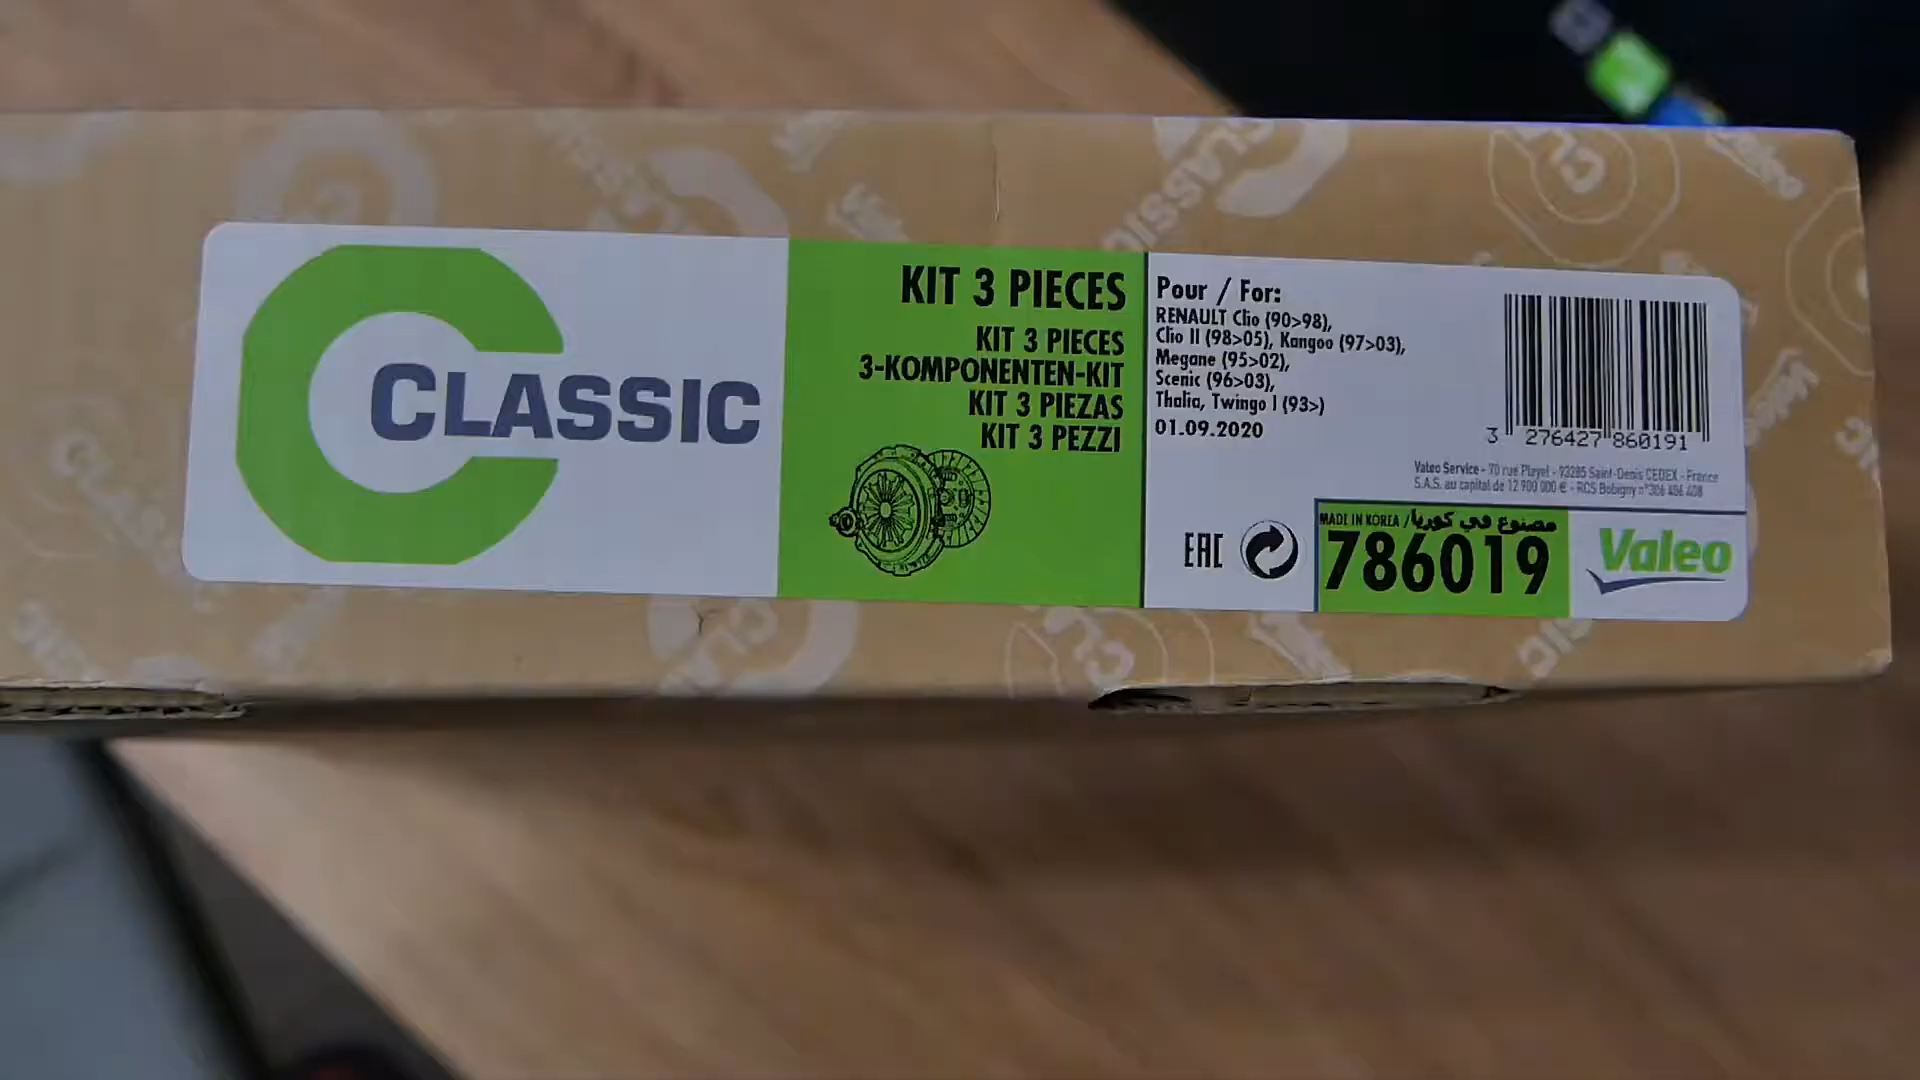 CLASSIC
KIT 3 PIECES
KIT 3 PIECES
3-KOMPONENTEN-KIT
KIT 3 PIEZAS
KIT 3 PEZZI
Pour / For:
RENAULT Clio (90>98),
Clio II (98>05), Kangoo (97>03),
Megane (95>02),
Scenic (96>03),
Thalia, Twingo I (93>)
01.09.2020
3 276427 860191
Valeo Service - 70 rue Pleyel - 93285 Saint-Denis CEDEX - France
S.A.S. au capital de 12 900 000 € - RCS Bobigny n°306 486 408
EAC
MADE IN KOREA / مصنوع في كوريا
786019
Valeo